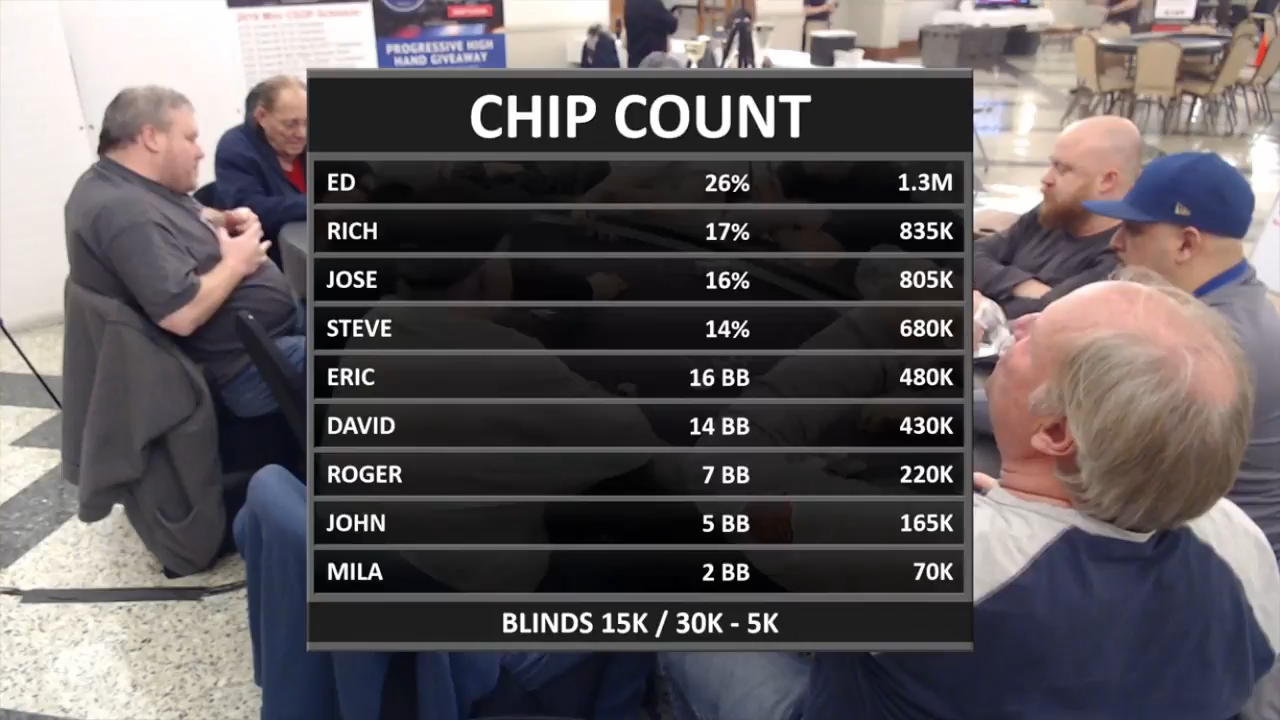 PROGRESSIVE HIGH
HAND GIVEAWAY
CHIP COUNT
ED 26% 1.3M
RICH 17% 835K
JOSE 16% 805K
STEVE 14% 680K
ERIC 16 BB 480K
DAVID 14 BB 430K
ROGER 7 BB 220K
JOHN 5 BB 165K
MILA 2 BB 70K
BLINDS 15K / 30K - 5K